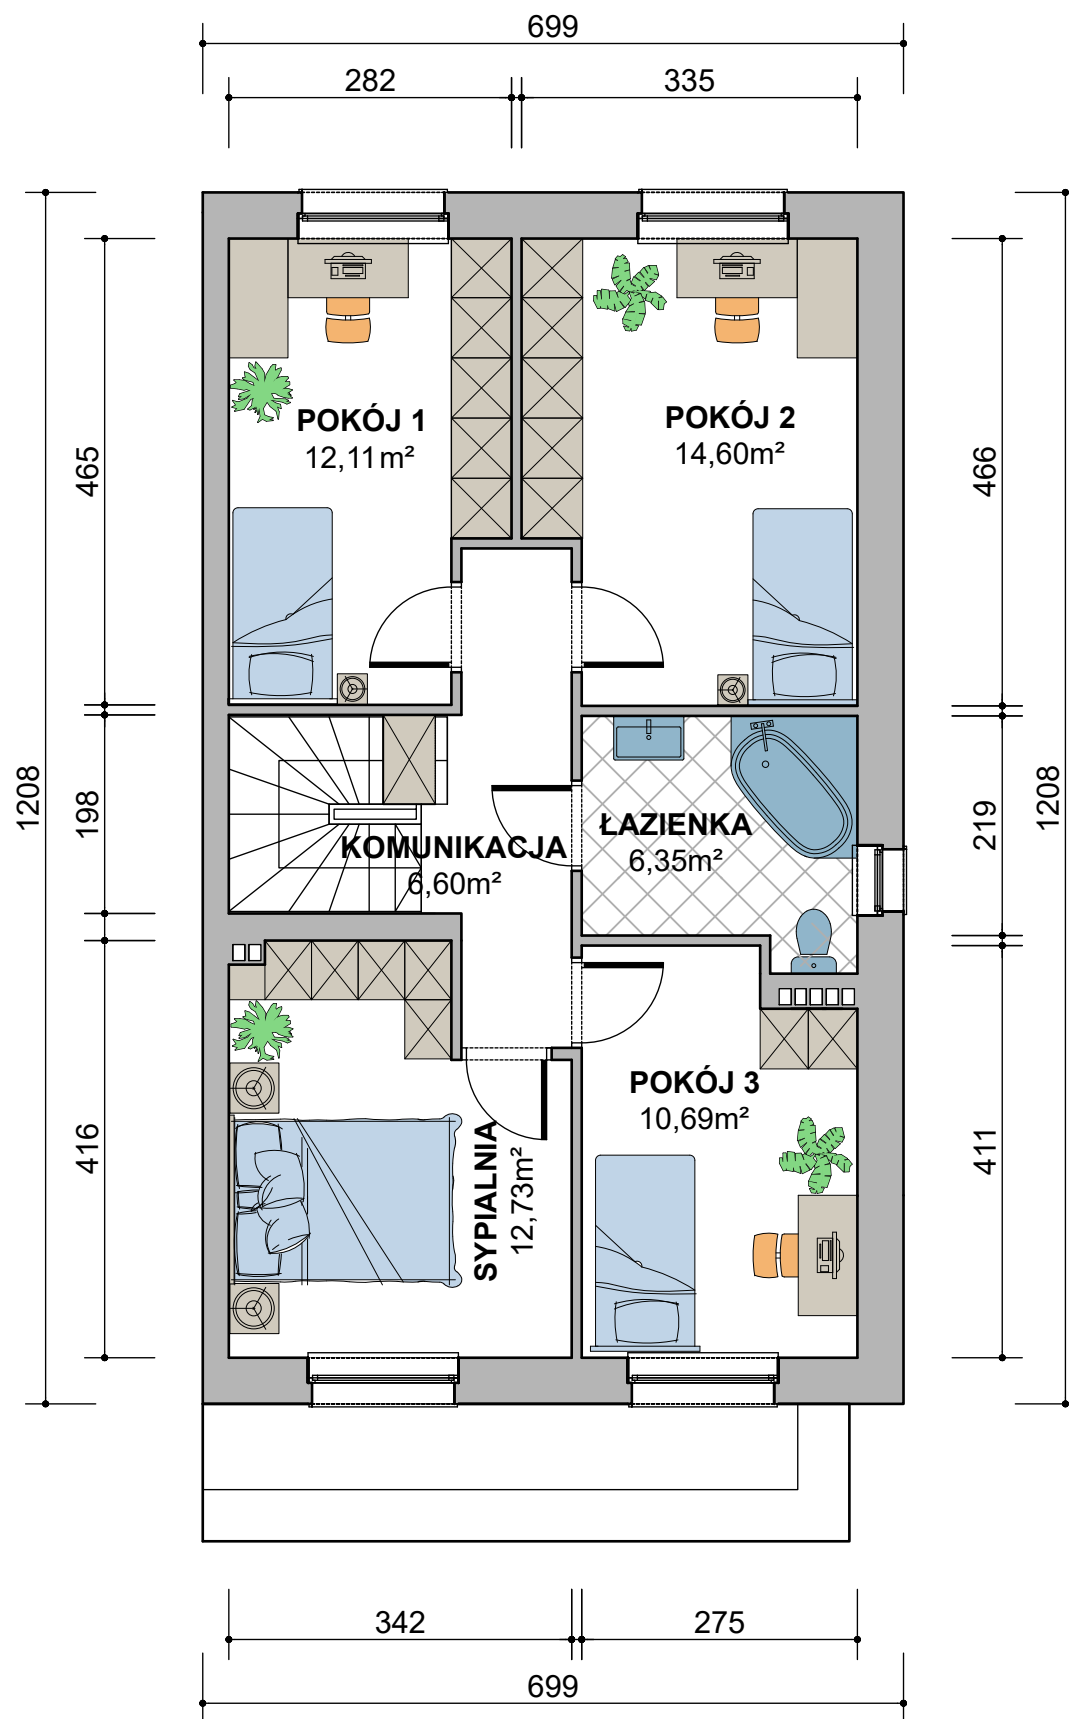 699
282
335
POKÓJ 1
12,11m²
POKÓJ 2
14,60m²
465
466
1208
198
KOMUNIKACJA
6,60m²
ŁAZIENKA
6,35m²
219
1208
416
SYPIALNIA
12,73m²
POKÓJ 3
10,69m²
411
342
275
699